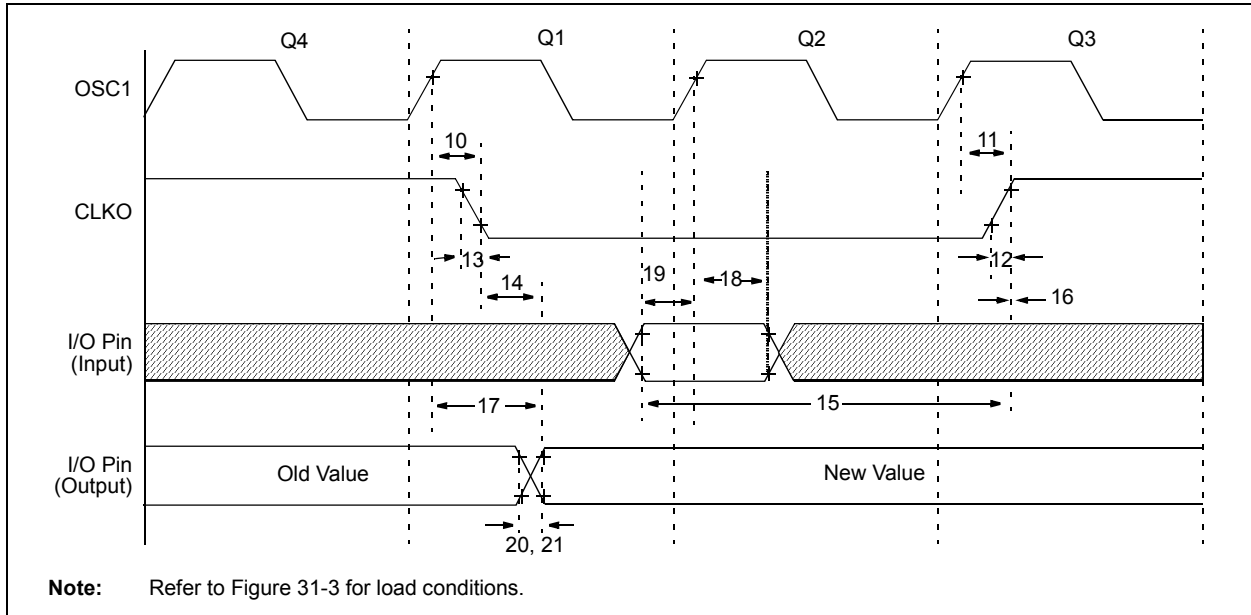 Q4 Q1 Q2 Q3
OSC1
10 11
CLKO
13 12
14 19 18 16
I/O Pin
(Input)
17 15
I/O Pin
(Output)
Old Value New Value
20, 21
Note: Refer to Figure 31-3 for load conditions.